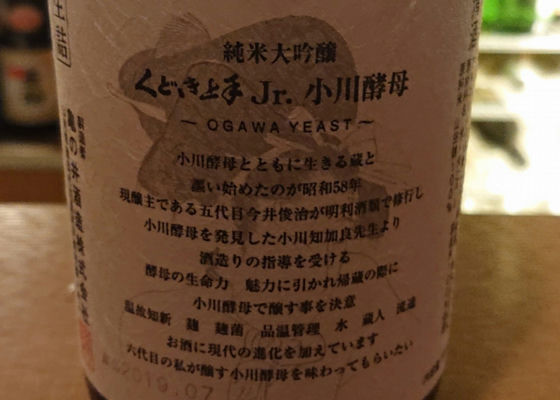 純米大吟醸
くどき上手 Jr. 小川酵母
~ OGAWA YEAST ~
小川酵母とともに生きる蔵と
謳い始めたのが昭和58年
現醸主である五代目今井俊治が明利酒類で修行し
小川酵母を発見した小川知加良先生より
酒造りの指導を受ける
酵母の生命力 魅力に引かれ帰蔵の際に
小川酵母で醸す事を決意
温故知新 麹 麹菌 品温管理 水 蔵人 流通
お酒に現代の進化を加えています
六代目の私が醸す小川酵母を味わってもらいたい
2019.07
生詰
亀の井酒造株式会社